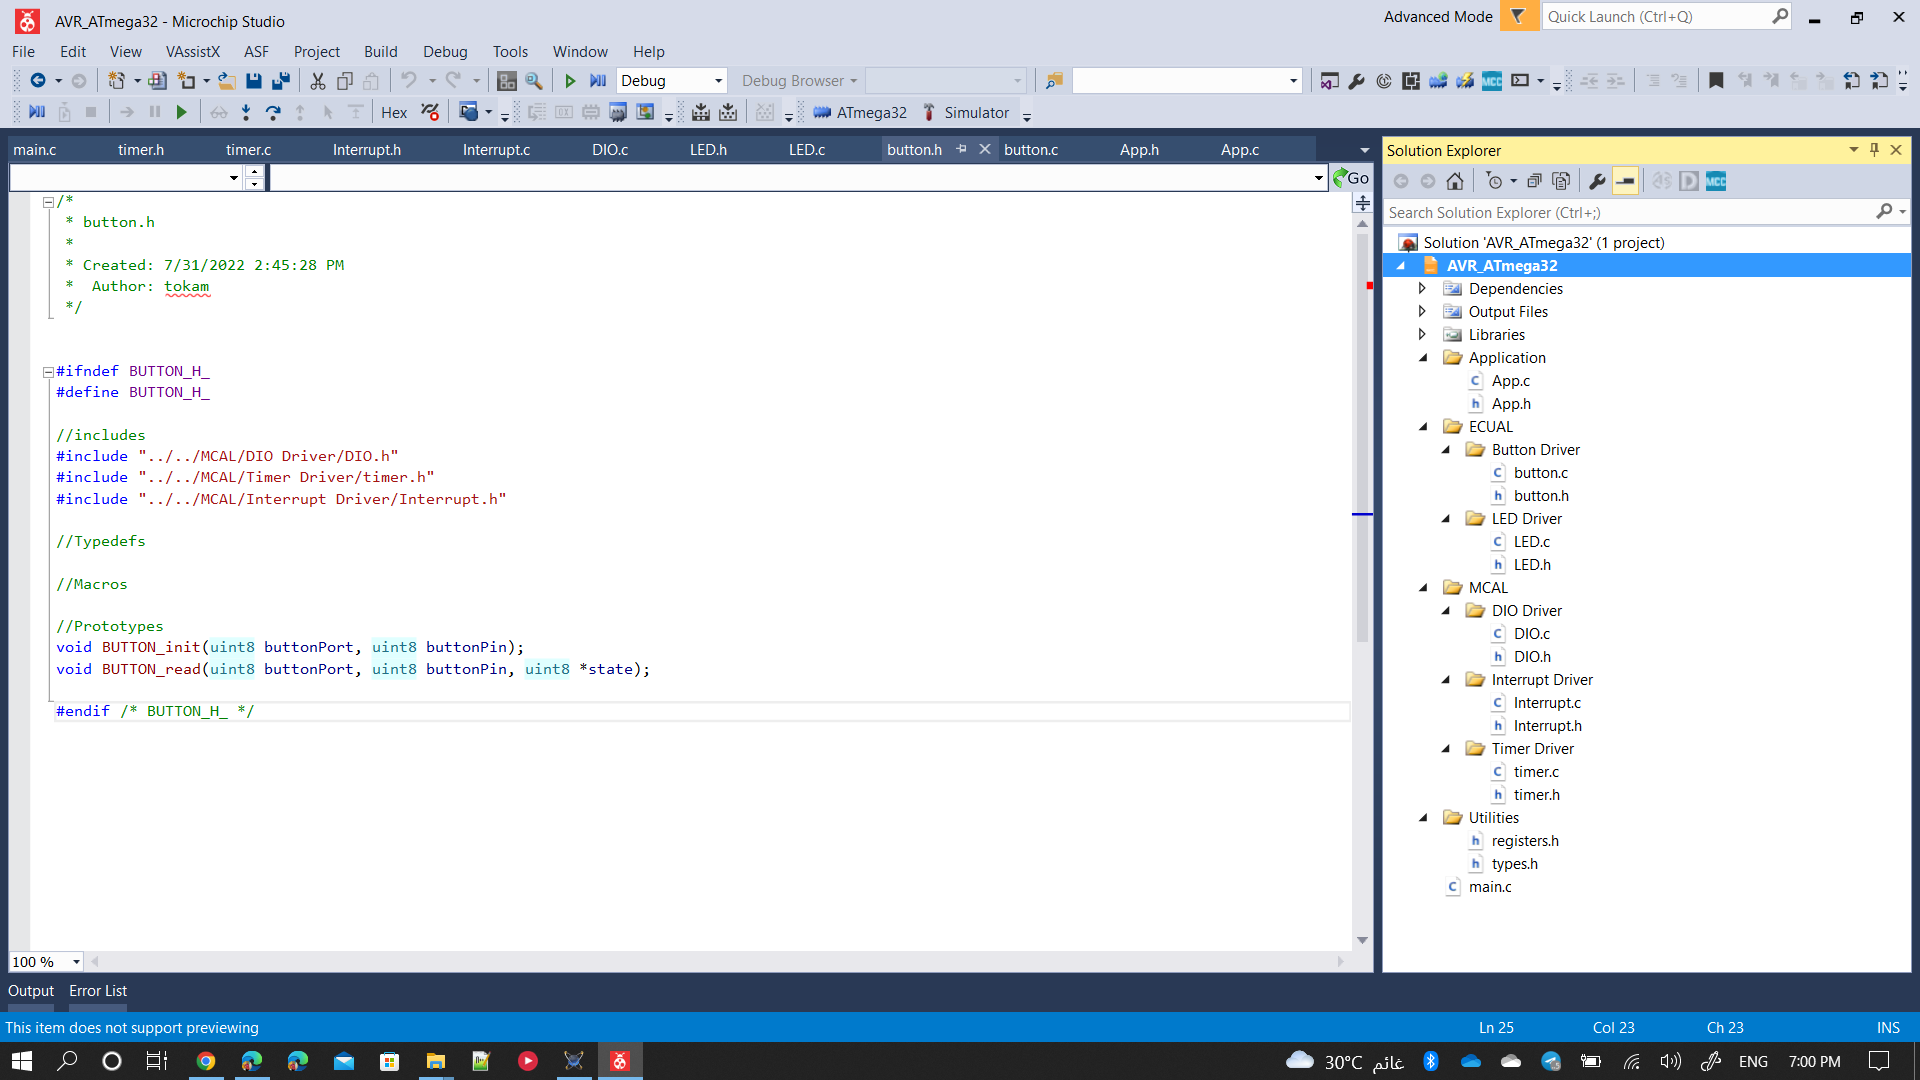 AVR_ATmega32 - Microchip Studio
Advanced Mode
Quick Launch (Ctrl+Q)
File Edit View VAssistX ASF Project Build Debug Tools Window Help
Debug
Debug Browser
Hex
ATmega32
Simulator
main.c timer.h timer.c Interrupt.h Interrupt.c DIO.c LED.h LED.c button.h button.c App.h App.c
Go
/*
* button.h
*
* Created: 7/31/2022 2:45:28 PM
* Author: tokam
*/
#ifndef BUTTON_H_
#define BUTTON_H_
//includes
#include "../../MCAL/DIO Driver/DIO.h"
#include "../../MCAL/Timer Driver/timer.h"
#include "../../MCAL/Interrupt Driver/Interrupt.h"
//Typedefs
//Macros
//Prototypes
void BUTTON_init(uint8 buttonPort, uint8 buttonPin);
void BUTTON_read(uint8 buttonPort, uint8 buttonPin, uint8 *state);
#endif /* BUTTON_H_ */
100 %
Solution Explorer
MCC
Search Solution Explorer (Ctrl+;)
Solution 'AVR_ATmega32' (1 project)
AVR_ATmega32
Dependencies
Output Files
Libraries
Application
App.c
App.h
ECUAL
Button Driver
button.c
button.h
LED Driver
LED.c
LED.h
MCAL
DIO Driver
DIO.c
DIO.h
Interrupt Driver
Interrupt.c
Interrupt.h
Timer Driver
timer.c
timer.h
Utilities
registers.h
types.h
main.c
Output Error List
This item does not support previewing
Ln 25 Col 23 Ch 23 INS
30°C غائم
ENG
7:00 PM